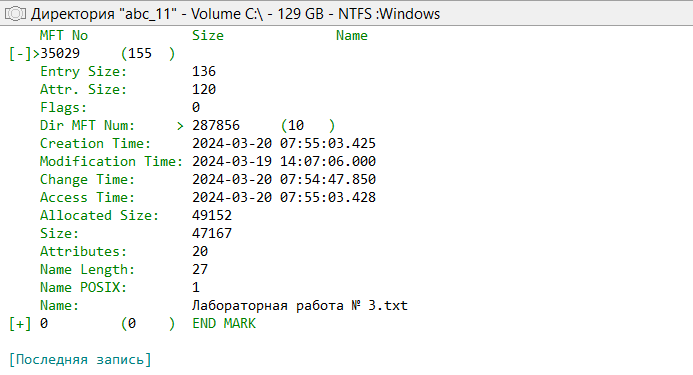 Директория "abc_11" - Volume C:\ - 129 GB - NTFS :Windows
MFT No Size Name
[-]>35029 (155 )
Entry Size: 136
Attr. Size: 120
Flags: 0
Dir MFT Num: > 287856 (10 )
Creation Time: 2024-03-20 07:55:03.425
Modification Time: 2024-03-19 14:07:06.000
Change Time: 2024-03-20 07:54:47.850
Access Time: 2024-03-20 07:55:03.428
Allocated Size: 49152
Size: 47167
Attributes: 20
Name Length: 27
Name POSIX: 1
Name: Лабораторная работа № 3.txt
[+] 0 (0 ) END MARK
[Последняя запись]